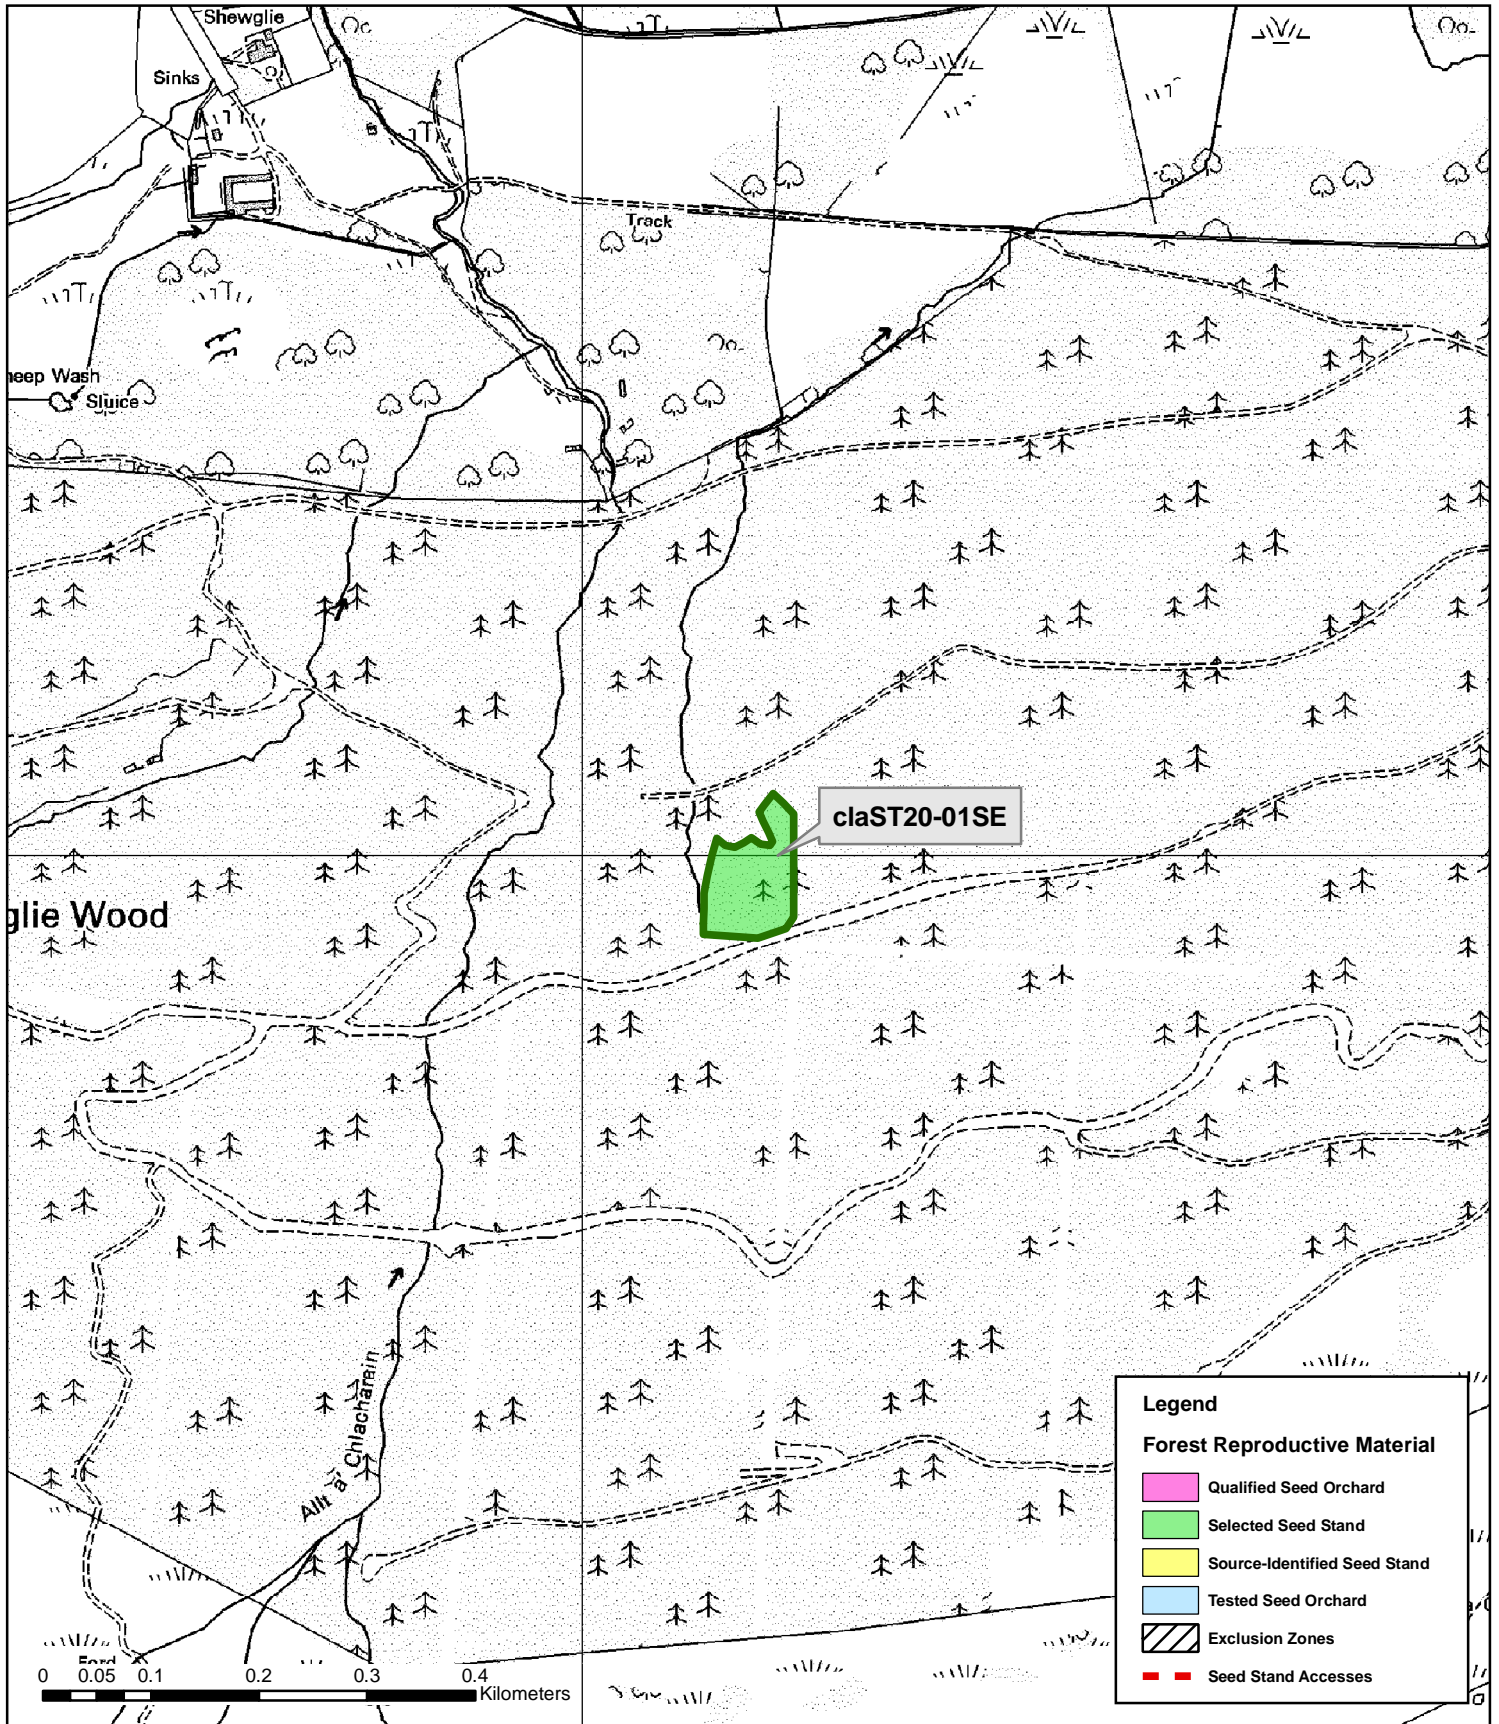 Shewglie
Sinks
Track
heep Wash
Sluice
claST20-01SE
glie Wood
Allt a' Chlacharain
Ford
0 0.05 0.1 0.2 0.3 0.4
Kilometers
Legend
Forest Reproductive Material
Qualified Seed Orchard
Selected Seed Stand
Source-Identified Seed Stand
Tested Seed Orchard
Exclusion Zones
Seed Stand Accesses